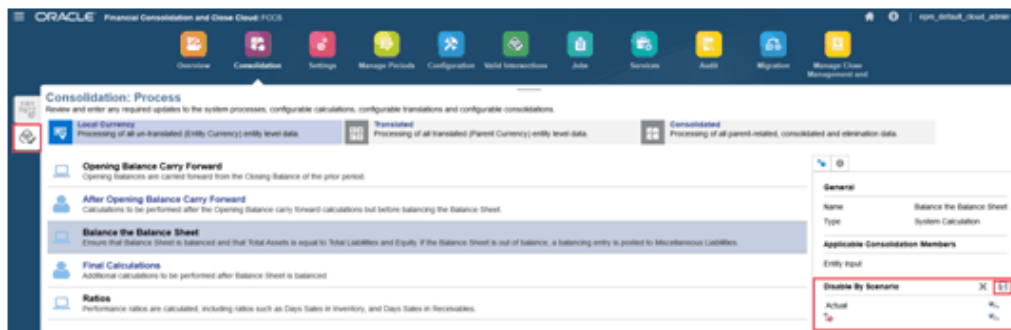 ORACLE Financial Consolidation and Close Cloud: FCCS
epm_default_cloud_admin
Overview Consolidation Settings Manage Periods Configuration Valid Intersections Jobs Services Audit Migration Manage Close
Management and
Consolidation: Process
Review and enter any required updates to the system processes, configurable calculations, configurable translations and configurable consolidations.
Local Currency Translated Consolidated
Processing of all un-translated (Entity Currency) entity level data. Processing of all translated (Parent Currency) entity level data. Processing of all parent-related, consolidated and elimination data.
Opening Balance Carry Forward
Opening balances are carried forward from the Closing Balance of the prior period.
After Opening Balance Carry Forward
Calculations to be performed after the Opening Balance carry forward calculations but before balancing the Balance Sheet.
Balance the Balance Sheet
Ensure that Balance Sheet is balanced and that Total Assets is equal to Total Liabilities and Equity. If the Balance Sheet is out of balance, a balancing entry is posted to Miscellaneous Liabilities.
Final Calculations
Additional calculations to be performed after Balance Sheet is balanced.
Ratios
Performance ratios are calculated, including ratios such as Days Sales in Inventory, and Days Sales in Receivables.
General
Name Balance the Balance Sheet
Type System Calculation
Applicable Consolidation Members
Entity Input
Disable By Scenario
Actual